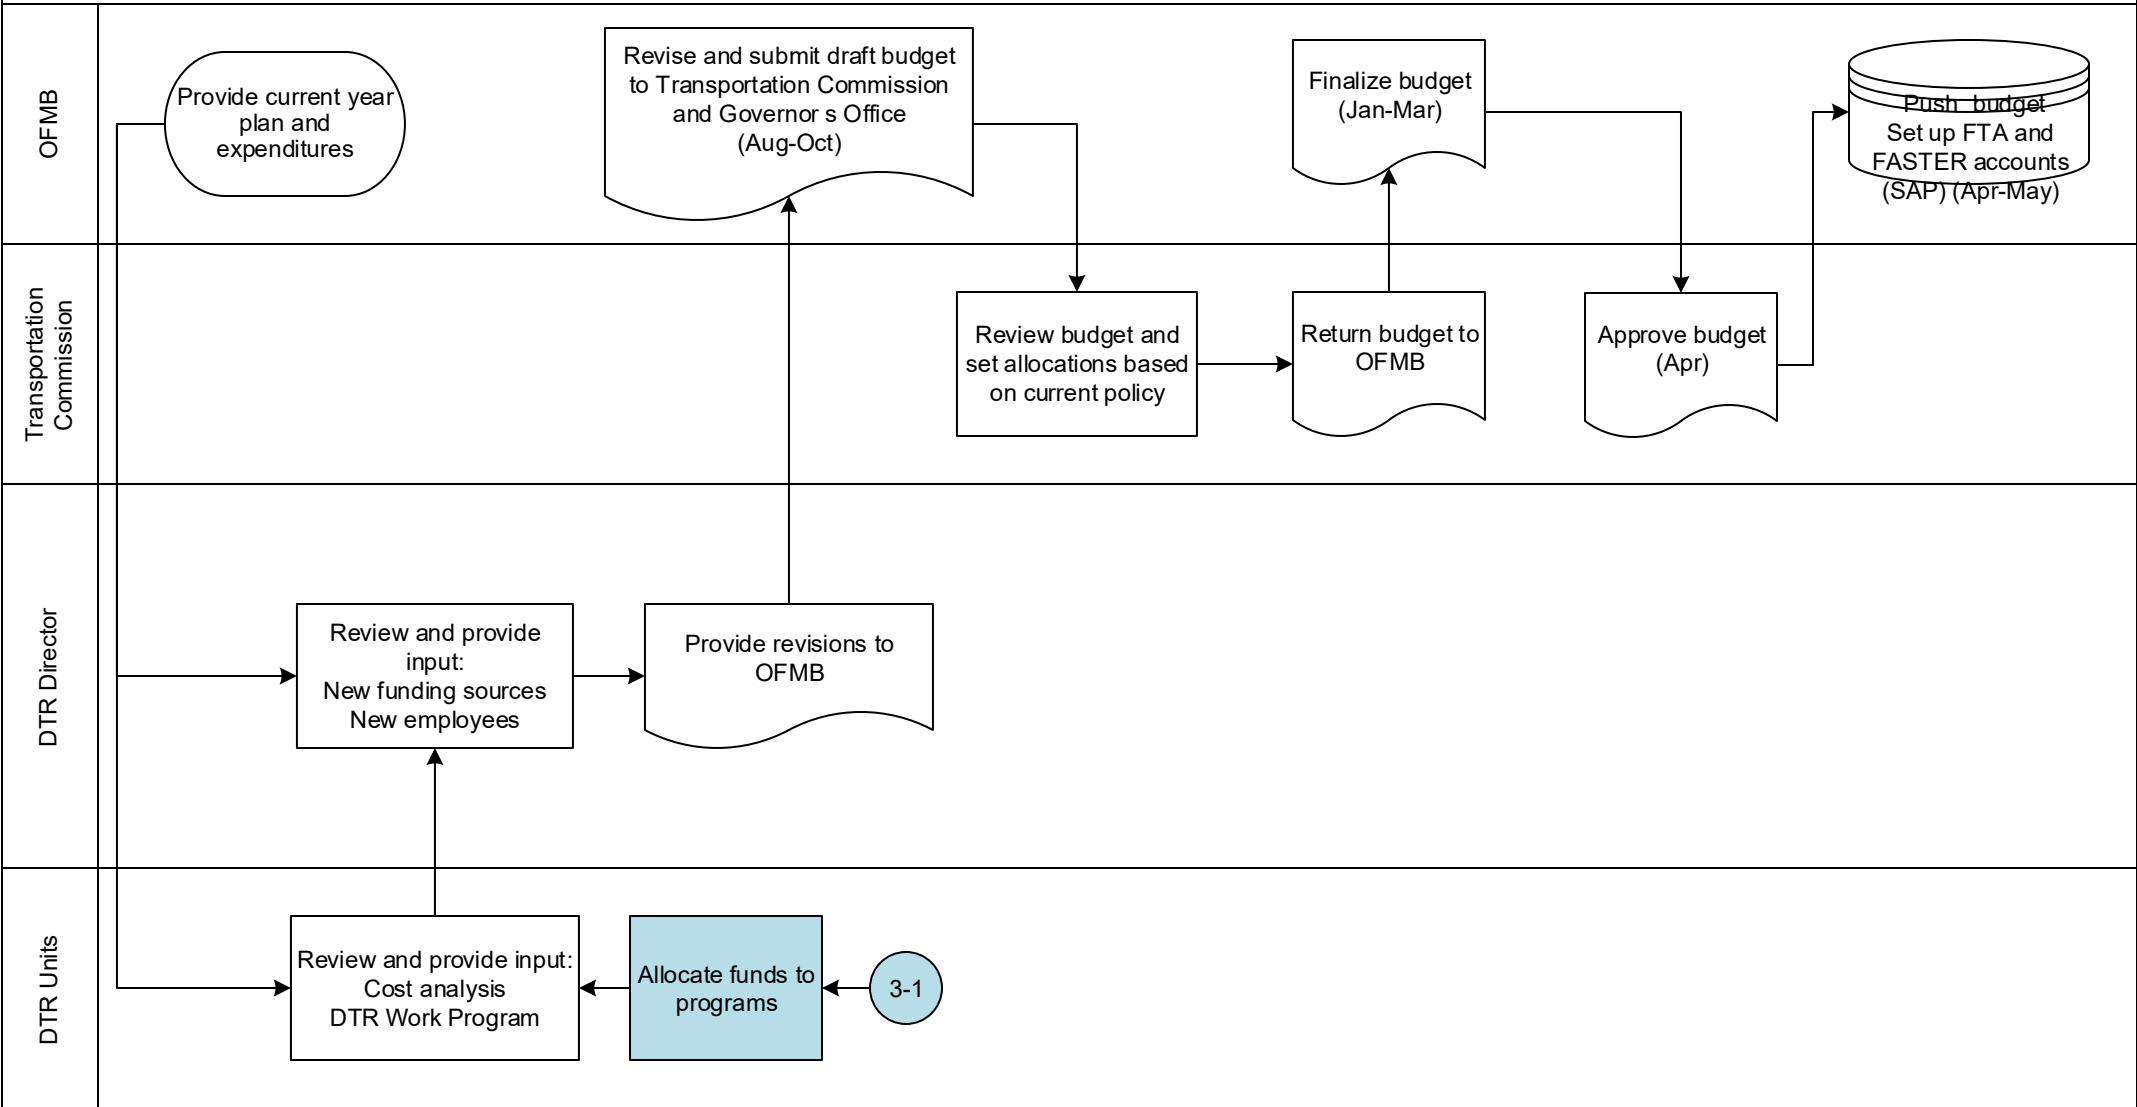 OFMB
Provide current year
plan and
expenditures
Revise and submit draft budget
to Transportation Commission
and Governor s Office
(Aug-Oct)
Finalize budget
(Jan-Mar)
Push  budget
Set up FTA and
FASTER accounts
(SAP) (Apr-May)
Transportation
Commission
Review budget and
set allocations based
on current policy
Return budget to
OFMB
Approve budget
(Apr)
DTR Director
Review and provide
input:
New funding sources
New employees
Provide revisions to
OFMB
DTR Units
Review and provide input:
Cost analysis
DTR Work Program
Allocate funds to
programs
3-1